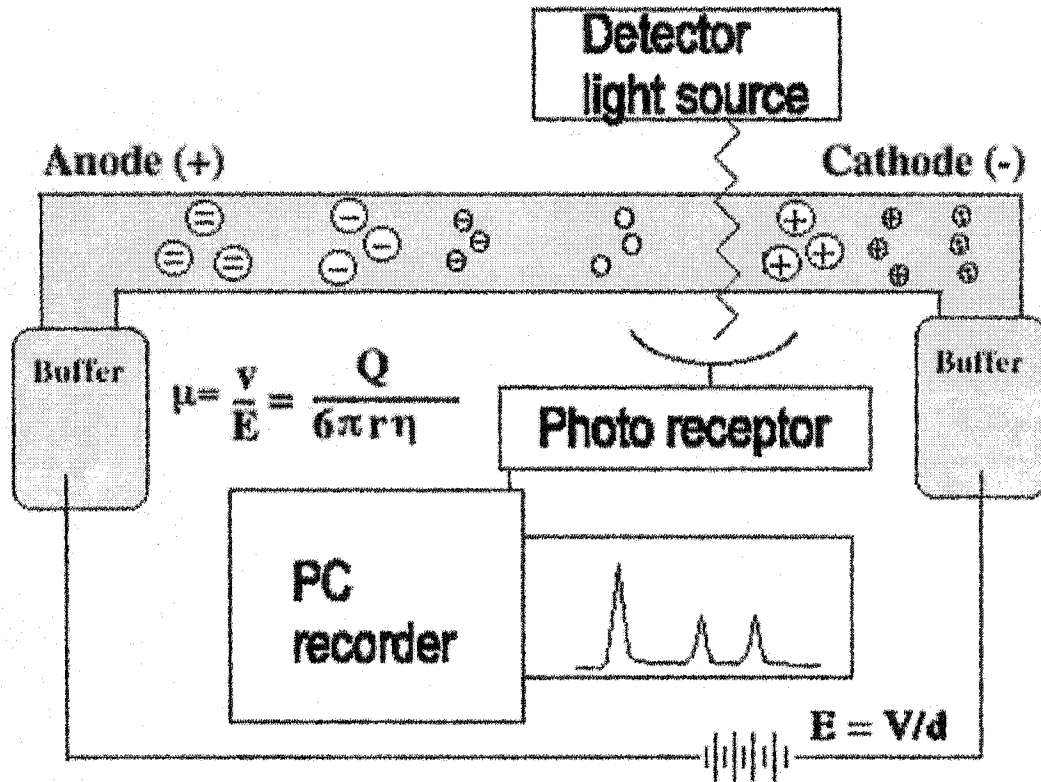 Detector
light source
Anode (+)
Cathode (-)
Buffer
Buffer
μ= v/E = Q/6πrη
Photo receptor
PC
recorder
E = V/d